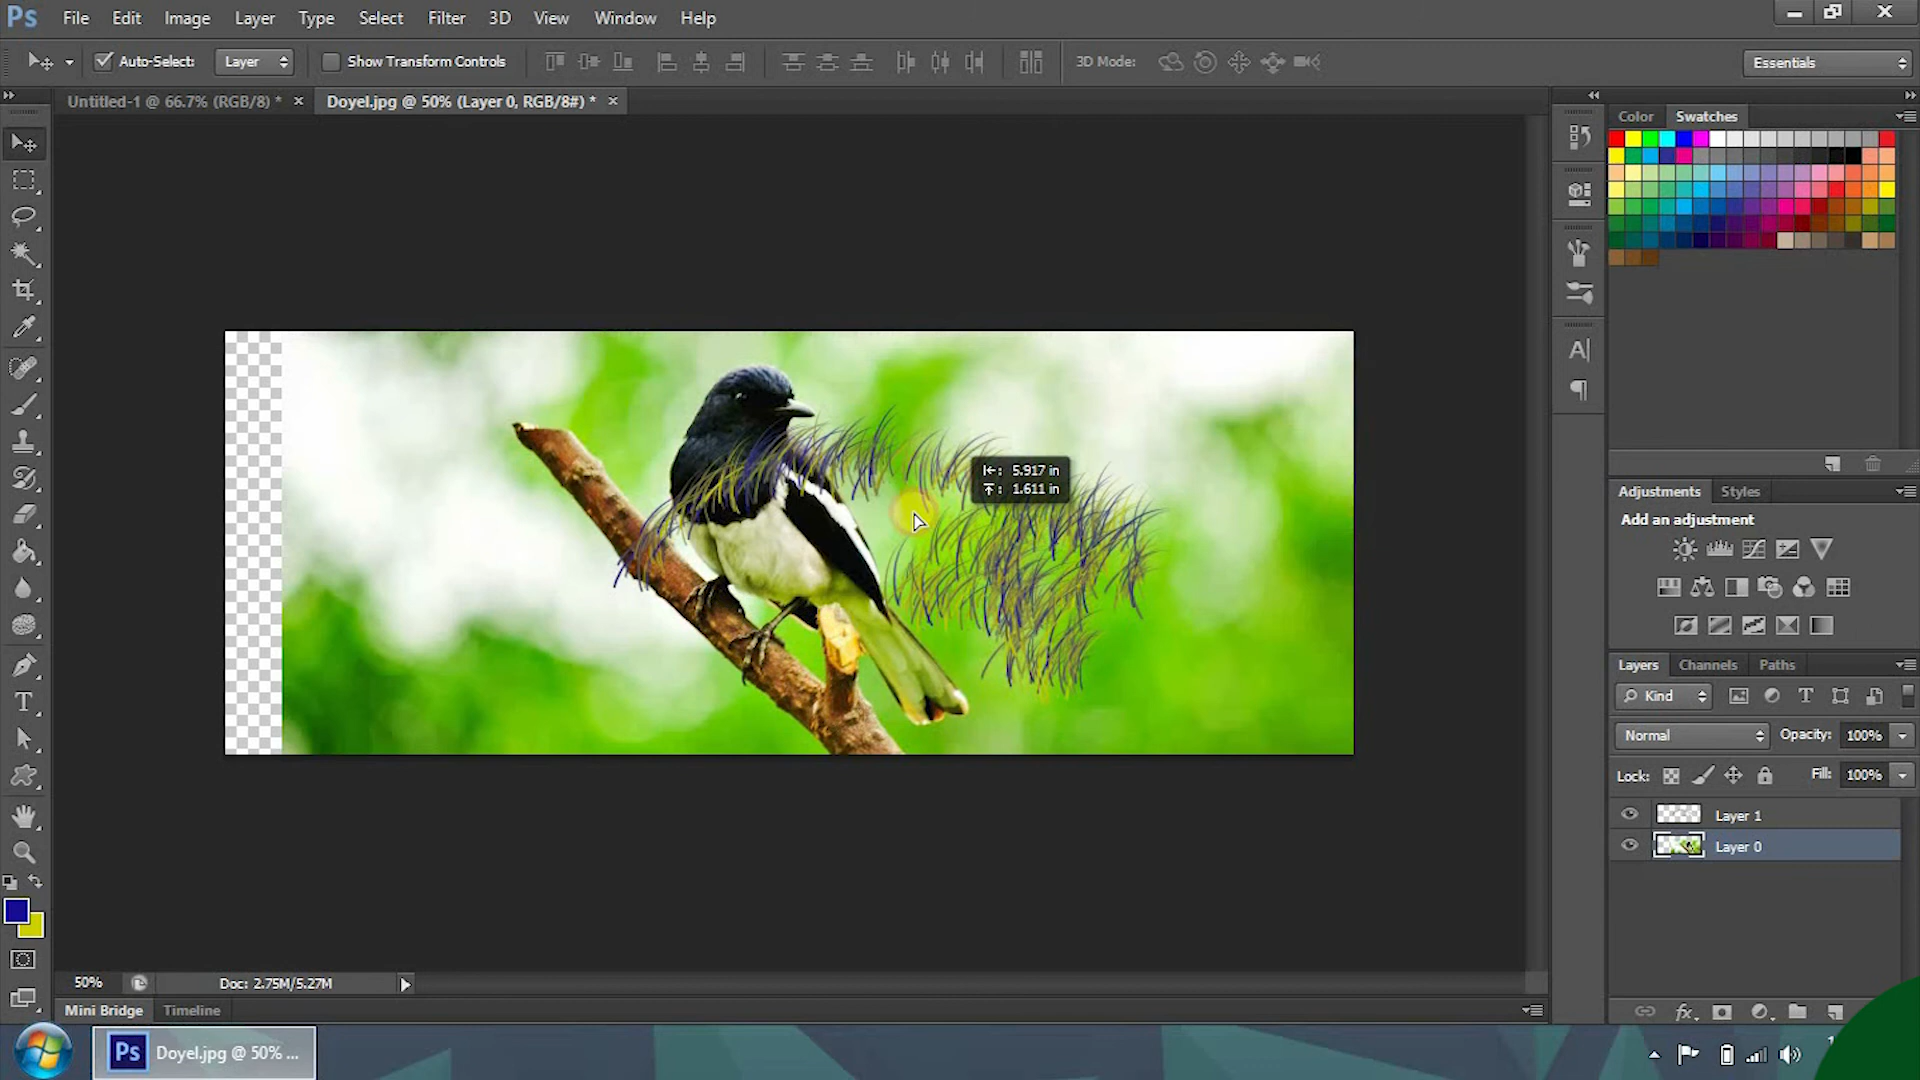 Ps File Edit Image Layer Type Select Filter 3D View Window Help
Auto-Select: Layer Show Transform Controls 3D Mode: Essentials
Untitled-1 @ 66.7% (RGB/8) * × Doyel.jpg @ 50% (Layer 0, RGB/8#) * ×
Color Swatches
5.917 in
1.611 in
Adjustments Styles
Add an adjustment
Layers Channels Paths
Kind
Normal Opacity: 100%
Lock: Fill: 100%
Layer 1
Layer 0
50% Doc: 2.75M/5.27M
Mini Bridge Timeline
Ps Doyel.jpg @ 50% ...